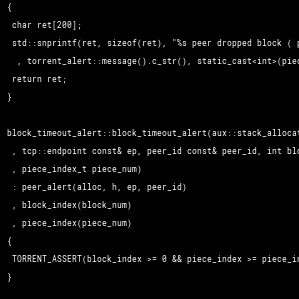 {
char ret[200];
std::snprintf(ret, sizeof(ret), "%s peer dropped block ( p
, torrent_alert::message().c_str(), static_cast<int>(piec
return ret;
}
block_timeout_alert::block_timeout_alert(aux::stack_allocat
, tcp::endpoint const& ep, peer_id const& peer_id, int blo
, piece_index_t piece_num)
: peer_alert(alloc, h, ep, peer_id)
, block_index(block_num)
, piece_index(piece_num)
{
TORRENT_ASSERT(block_index >= 0 && piece_index >= piece_in
}